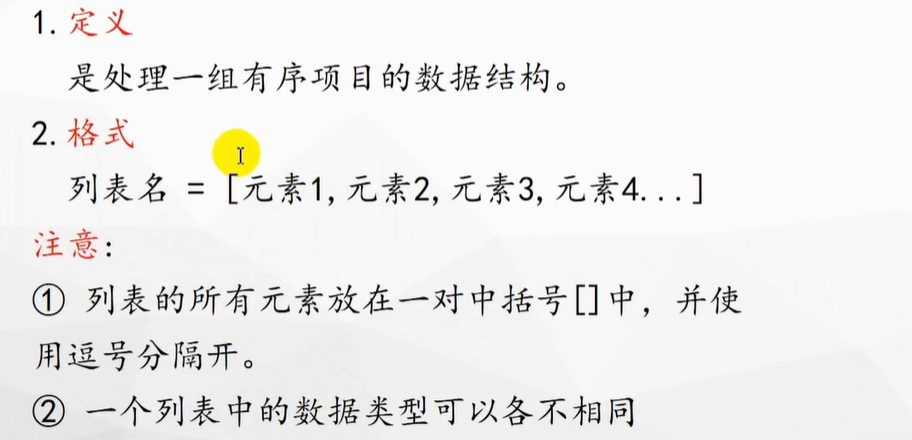 1. 定义
是处理一组有序项目的数据结构。
2. 格式
列表名 = [元素1,元素2,元素3,元素4...]
注意:
① 列表的所有元素放在一对中括号[]中，并使
用逗号分隔开。
② 一个列表中的数据类型可以各不相同